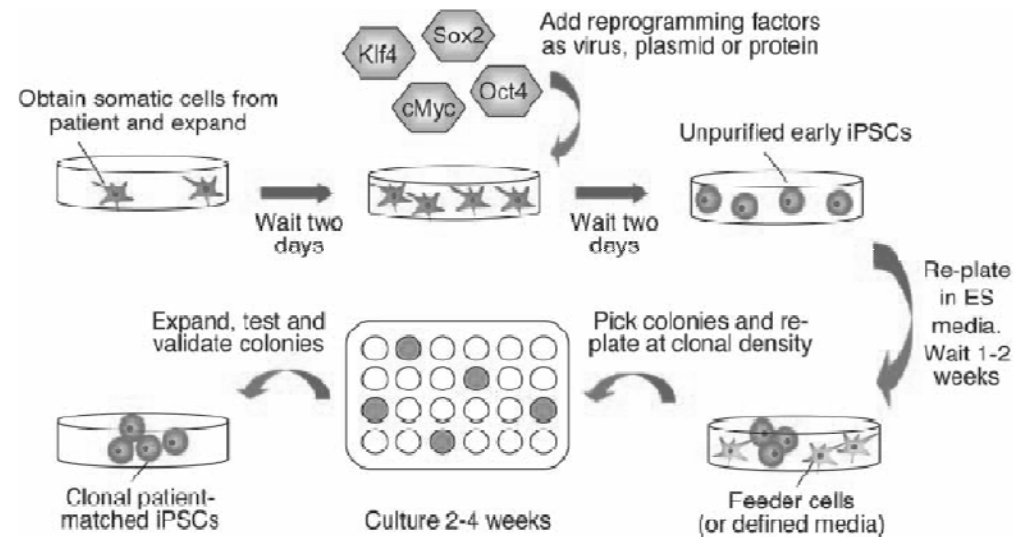 Obtain somatic cells from
patient and expand
Klf4
Sox2
cMyc
Oct4
Add reprogramming factors
as virus, plasmid or protein
Unpurified early iPSCs
Wait two
days
Wait two
days
Re-plate
in ES
media.
Wait 1-2
weeks
Expand, test and
validate colonies
Pick colonies and re-
plate at clonal density
Clonal patient-
matched iPSCs
Culture 2-4 weeks
Feeder cells
(or defined media)